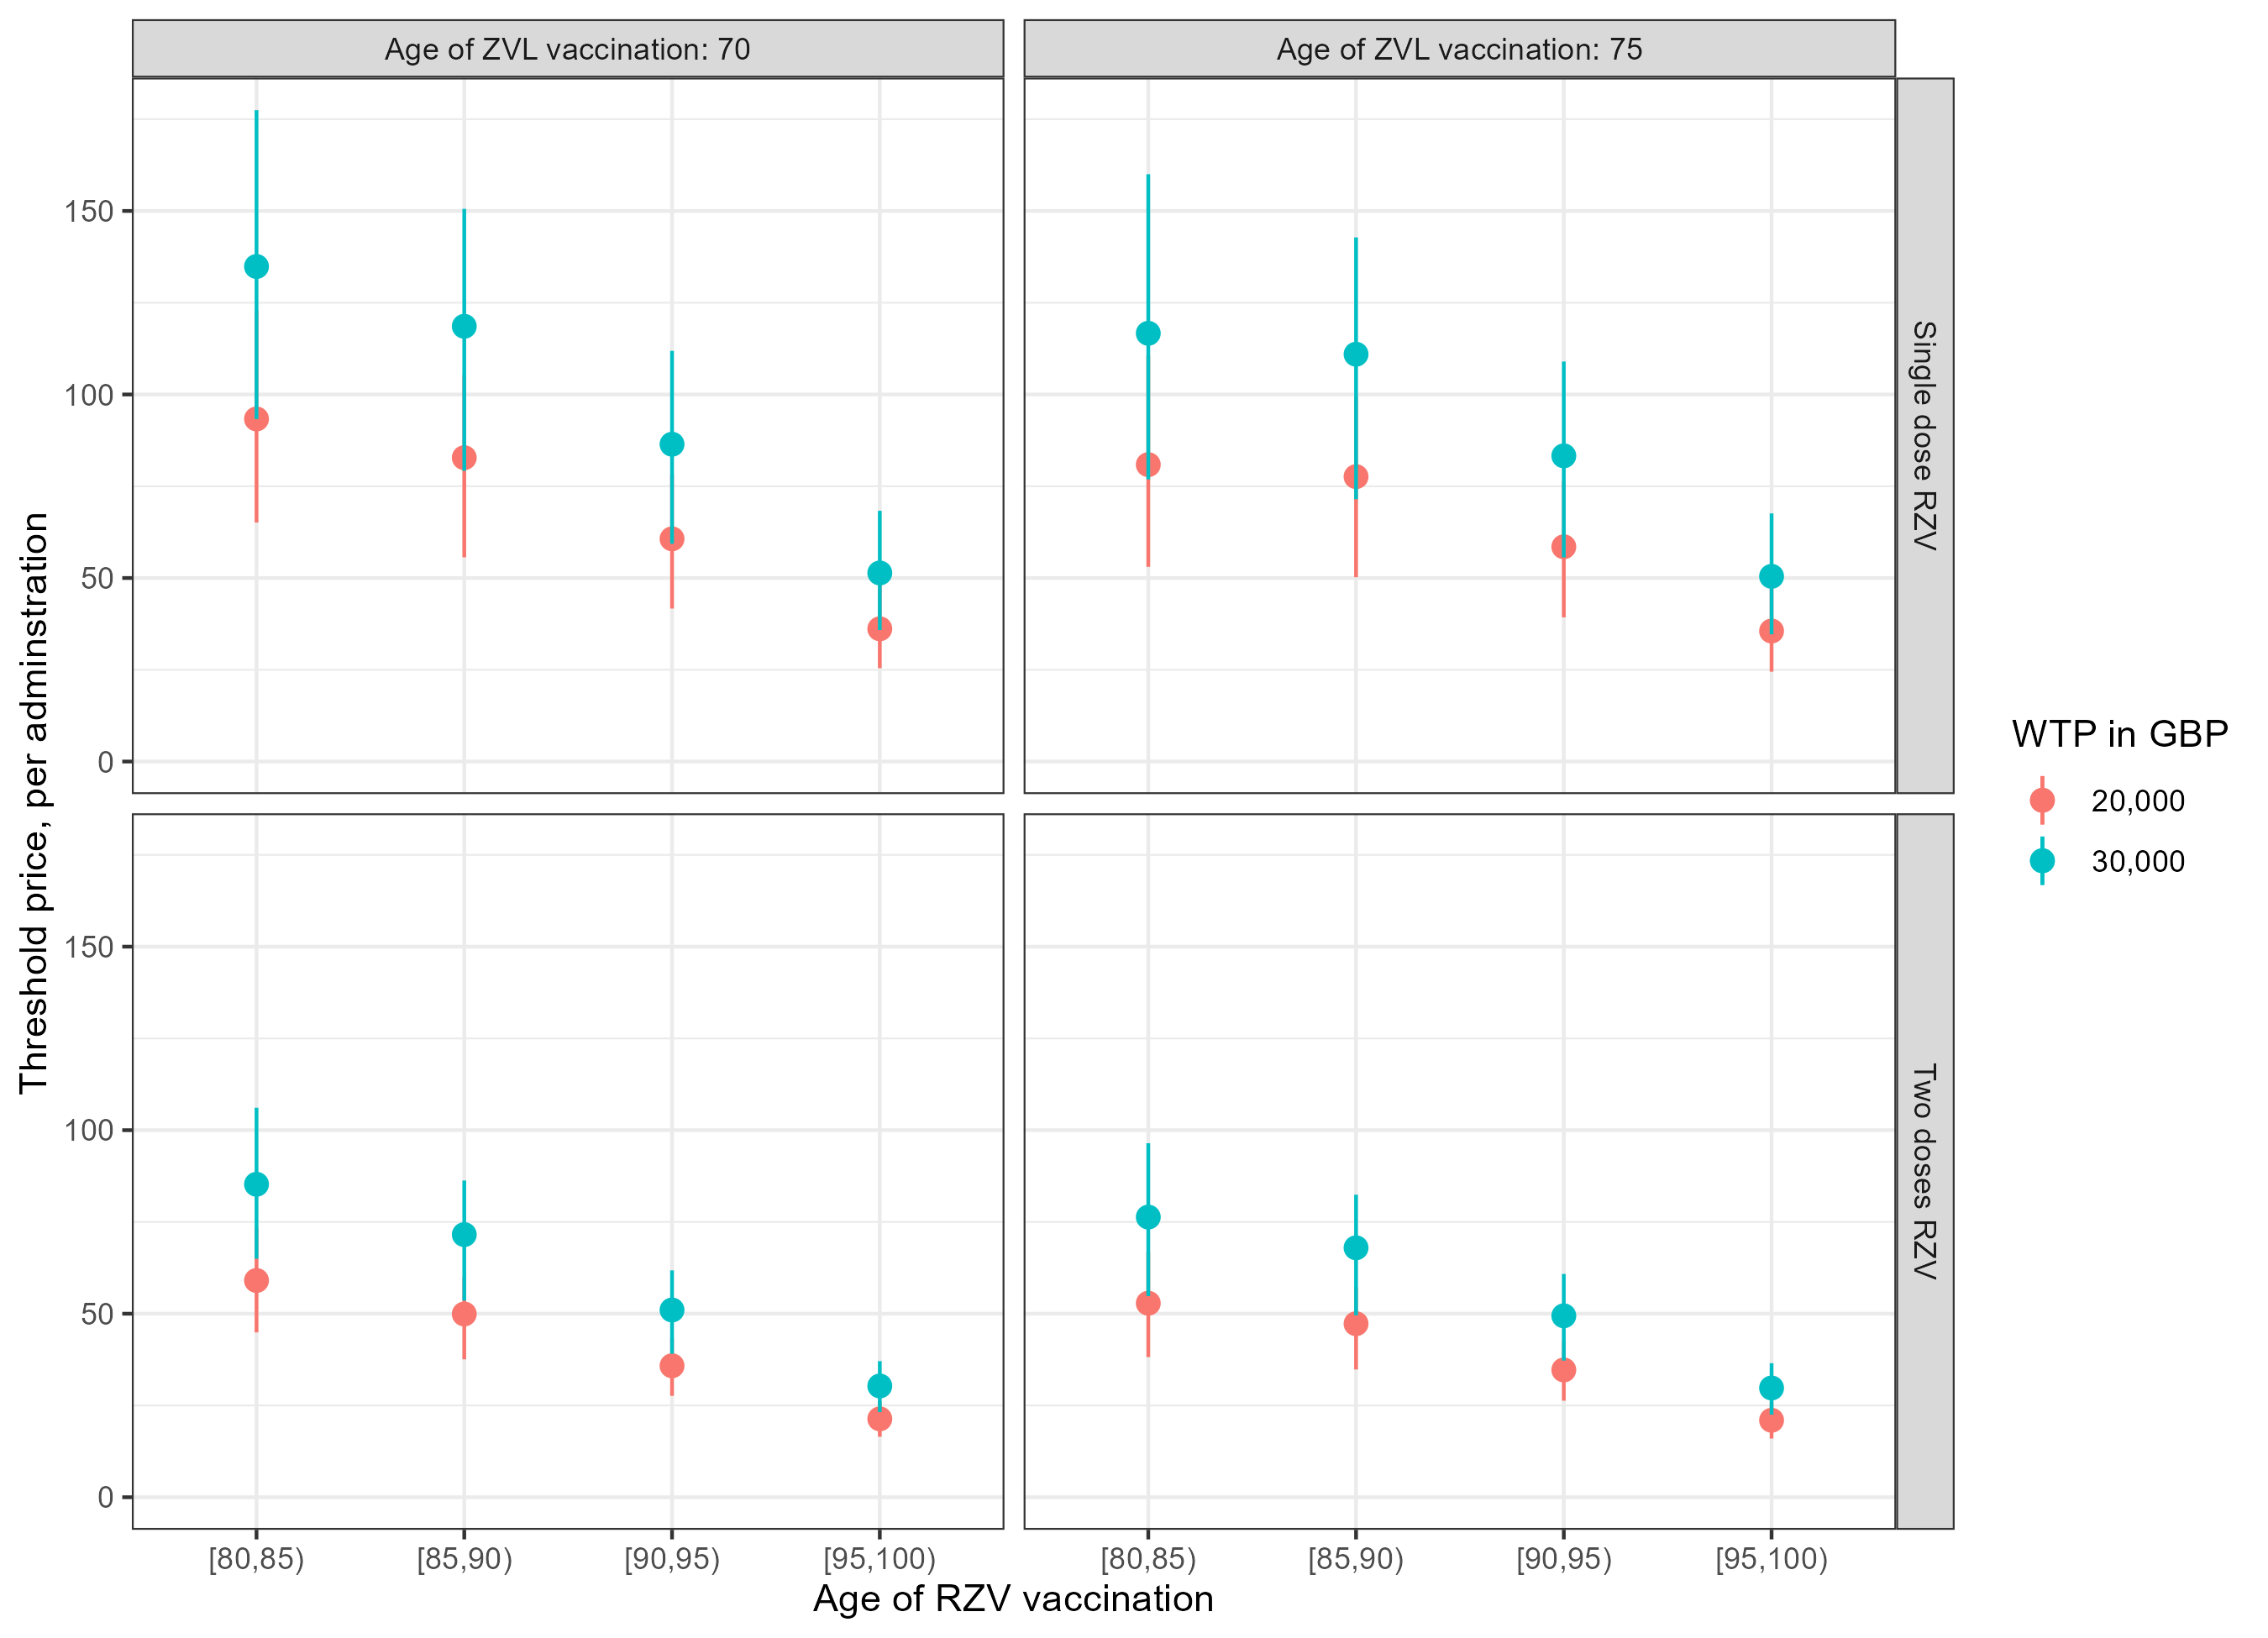 Age of ZVL vaccination: 70
Age of ZVL vaccination: 75
Threshold price, per adminstration
150
100
50
0
Single dose RZV
150
100
50
0
Two doses RZV
[80,85)
[85,90)
[90,95)
[95,100)
[80,85)
[85,90)
[90,95)
[95,100)
Age of RZV vaccination
WTP in GBP
20,000
30,000